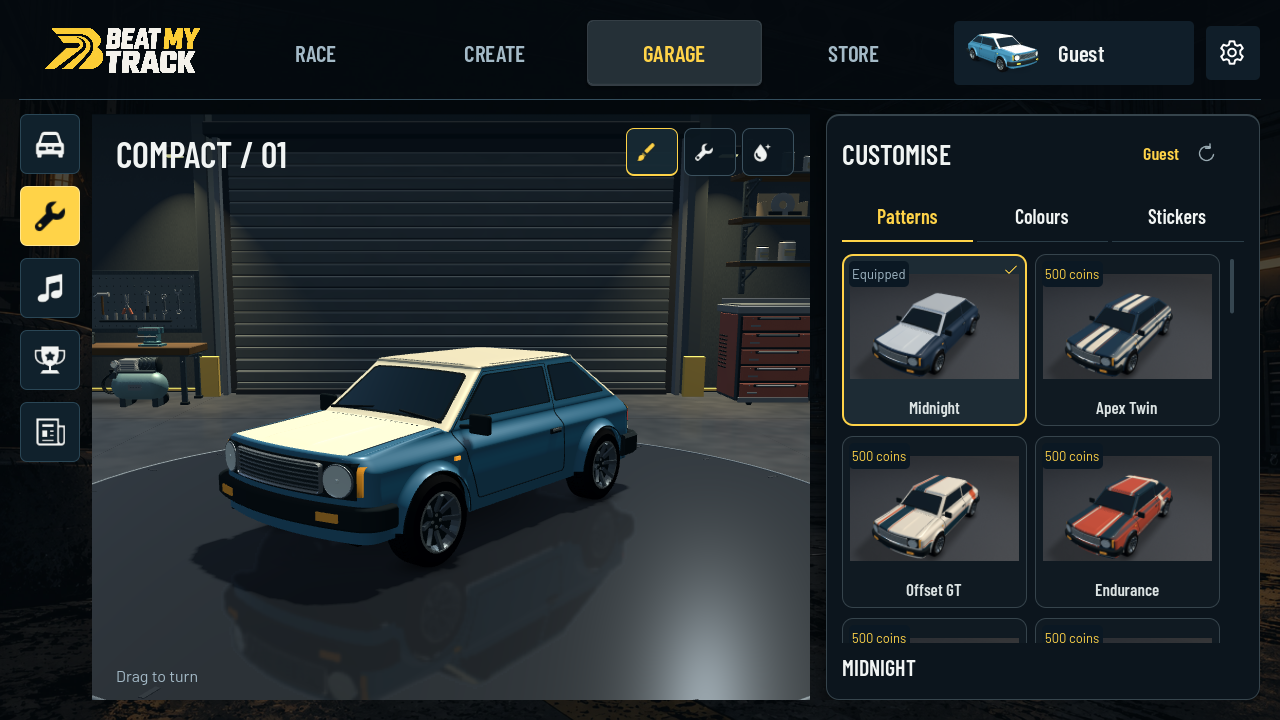 BEAT MY
TRACK
RACE
CREATE
GARAGE
STORE
Guest
COMPACT / 01
CUSTOMISE
Guest
Patterns
Colours
Stickers
Equipped
500 coins
Midnight
Apex Twin
500 coins
500 coins
Offset GT
Endurance
500 coins
500 coins
MIDNIGHT
Drag to turn